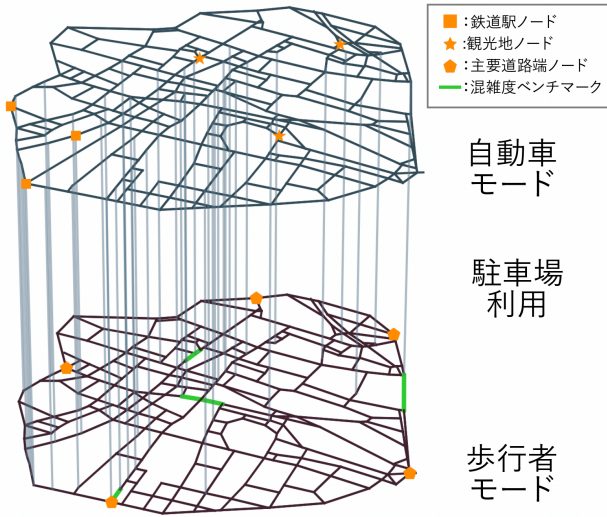 :鉄道駅ノード
:観光地ノード
:主要道路端ノード
:混雑度ベンチマーク
自動車
モード
駐車場
利用
歩行者
モード